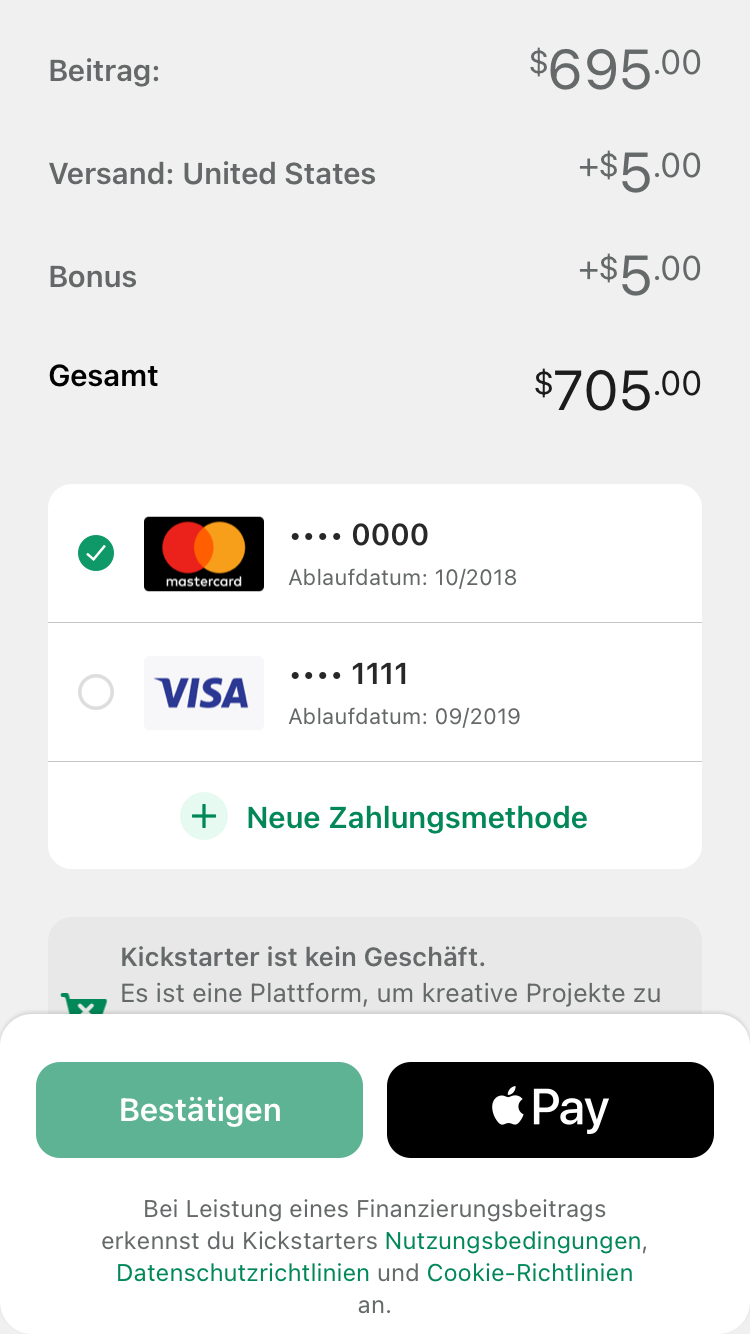 Beitrag: $695.00
Versand: United States +$5.00
Bonus +$5.00
Gesamt $705.00
•••• 0000
mastercard
Ablaufdatum: 10/2018
VISA •••• 1111
Ablaufdatum: 09/2019
+ Neue Zahlungsmethode
Kickstarter ist kein Geschäft.
Es ist eine Plattform, um kreative Projekte zu
Bestätigen Pay
Bei Leistung eines Finanzierungsbeitrags
erkennst du Kickstarters Nutzungsbedingungen,
Datenschutzrichtlinien und Cookie-Richtlinien
an.